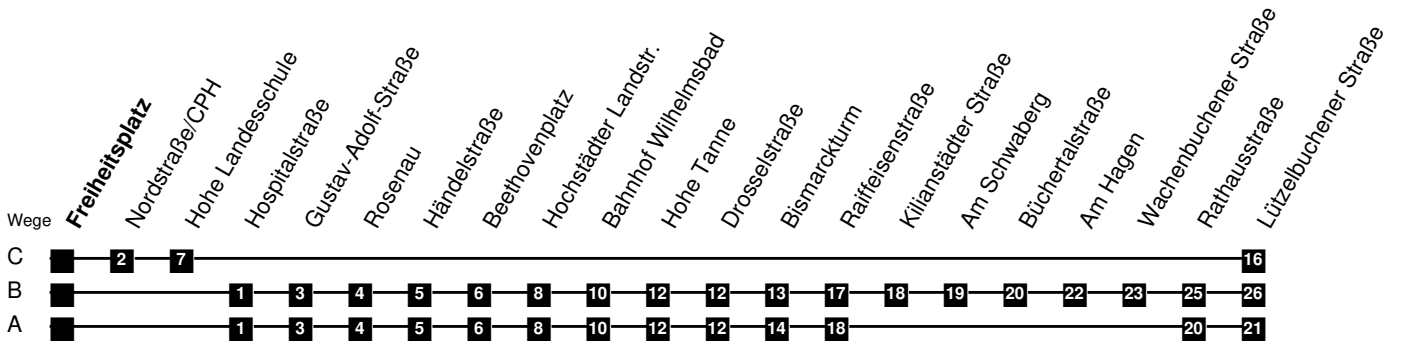 Freiheitsplatz
Nordstraße/CPH
Hohe Landesschule
Hospitalstraße
Gustav-Adolf-Straße
Rosenau
Händelstraße
Beethovenplatz
Hochstädter Landstr.
Bahnhof Wilhelmsbad
Hohe Tanne
Drosselstraße
Bismarckturm
Raiffeisenstraße
Kilianstädter Straße
Am Schwaberg
Büchertalstraße
Am Hagen
Wachenbuchener Straße
Rathausstraße
Lützelbuchener Straße
Wege
C 2 7 16
B 1 3 4 5 6 8 10 12 12 13 17 18 19 20 22 23 25 26
A 1 3 4 5 6 8 10 12 12 14 18 20 21